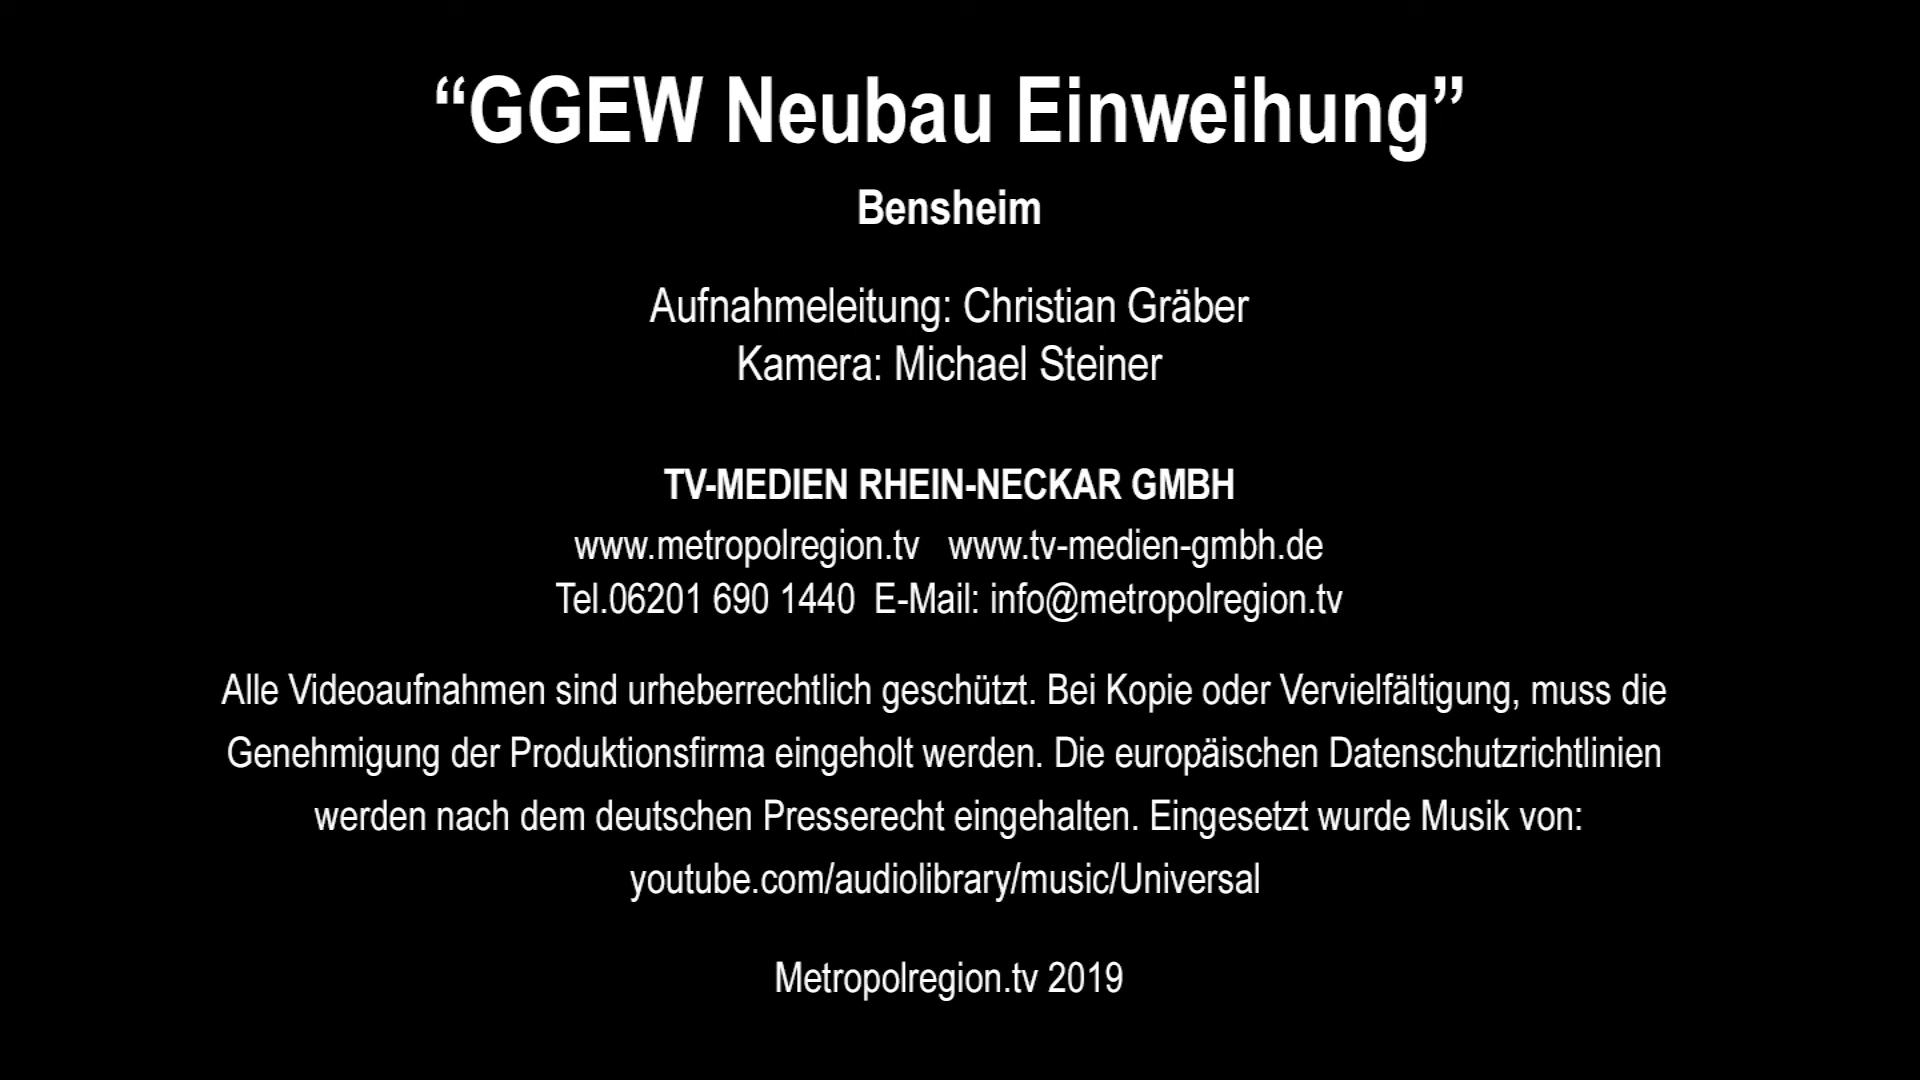 “GGEW Neubau Einweihung”
Bensheim
Aufnahmeleitung: Christian Gräber
Kamera: Michael Steiner
TV-MEDIEN RHEIN-NECKAR GMBH
www.metropolregion.tv   www.tv-medien-gmbh.de
Tel.06201 690 1440  E-Mail: info@metropolregion.tv
Alle Videoaufnahmen sind urheberrechtlich geschützt. Bei Kopie oder Vervielfältigung, muss die
Genehmigung der Produktionsfirma eingeholt werden. Die europäischen Datenschutzrichtlinien
werden nach dem deutschen Presserecht eingehalten. Eingesetzt wurde Musik von:
youtube.com/audiolibrary/music/Universal
Metropolregion.tv 2019